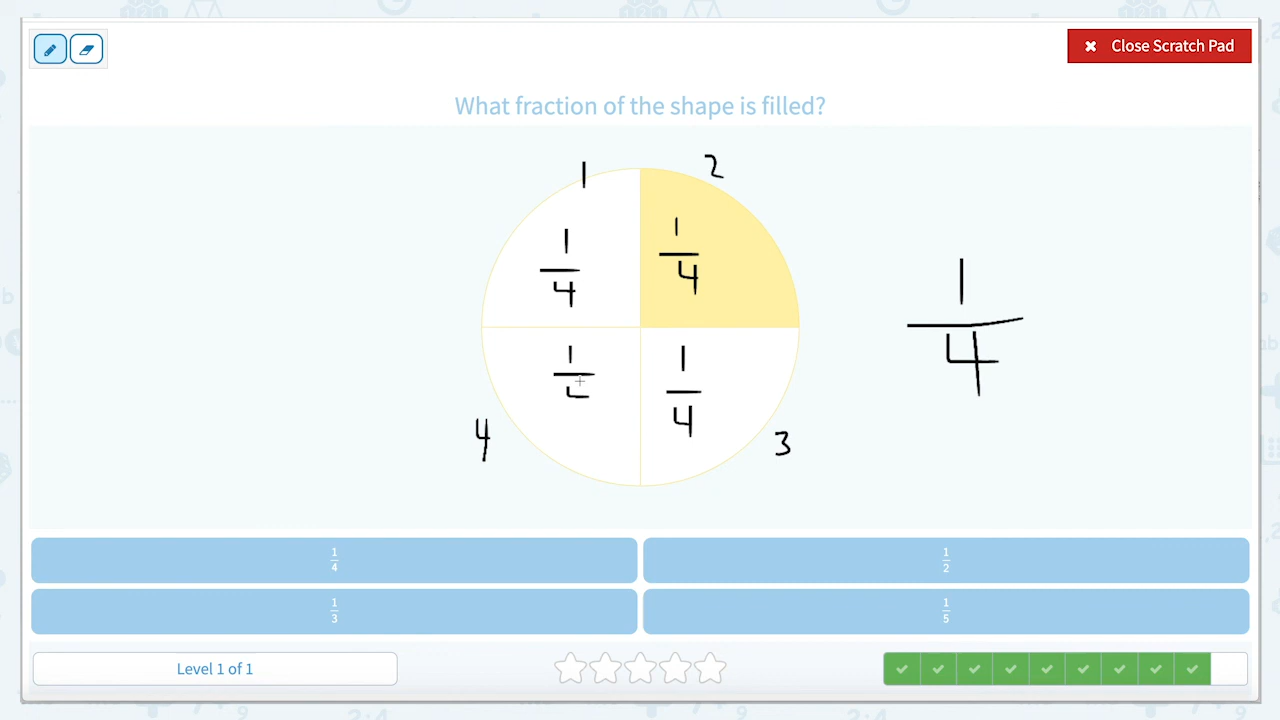 Close Scratch Pad
What fraction of the shape is filled?
1 2
1/4 1/4
1/4
1/ 1/4
4 3
1/4 1/2
1/3 1/5
Level 1 of 1